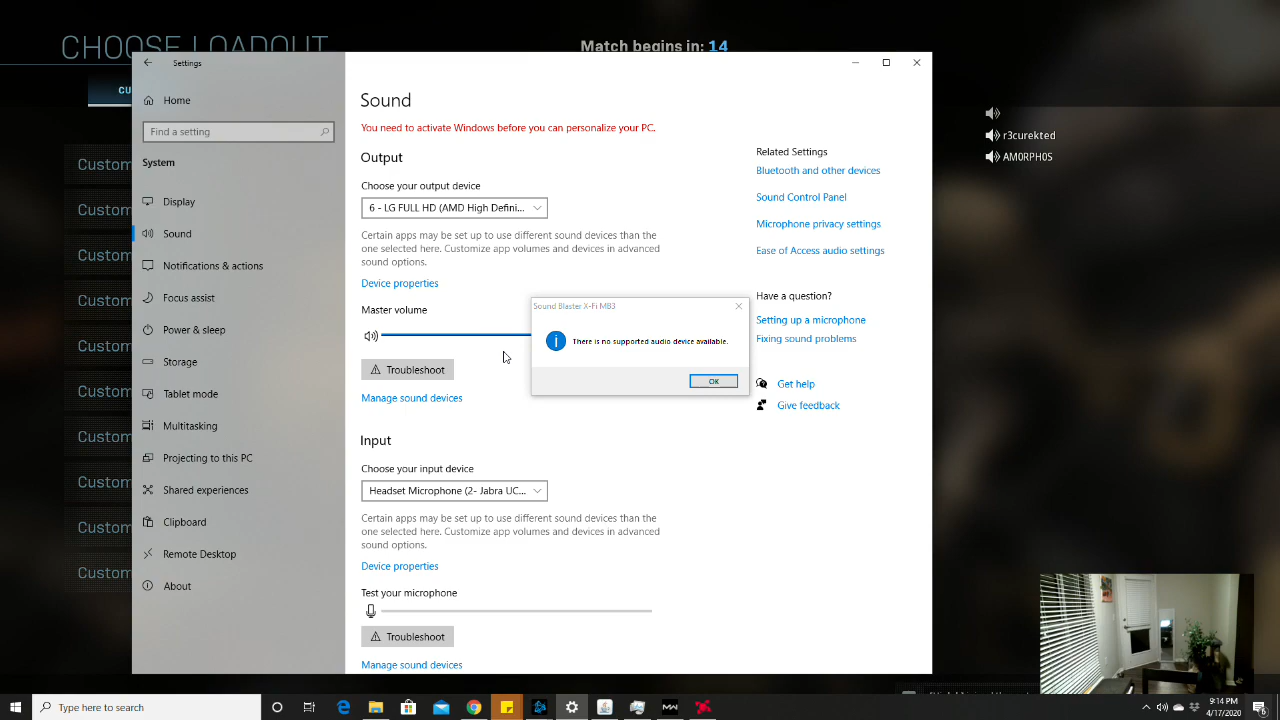 CHOOSE LOADOUT
Match begins in: 14
Settings
CU
Home
Find a setting
System
Display
Sound
Notifications & actions
Focus assist
Power & sleep
Storage
Tablet mode
Multitasking
Projecting to this PC
Shared experiences
Clipboard
Remote Desktop
About
Custom
Custom
Custom
Custom
Custom
Custom
Custom
Custom
Custom
Custom
Sound
You need to activate Windows before you can personalize your PC.
Output
Choose your output device
6 - LG FULL HD (AMD High Defini...
Certain apps may be set up to use different sound devices than the
one selected here. Customize app volumes and devices in advanced
sound options.
Device properties
Master volume
Troubleshoot
Manage sound devices
Input
Choose your input device
Headset Microphone (2- Jabra UC...
Certain apps may be set up to use different sound devices than the
one selected here. Customize app volumes and devices in advanced
sound options.
Device properties
Test your microphone
Troubleshoot
Manage sound devices
Sound Blaster X-Fi MB3
There is no supported audio device available.
OK
Related Settings
Bluetooth and other devices
Sound Control Panel
Microphone privacy settings
Ease of Access audio settings
Have a question?
Setting up a microphone
Fixing sound problems
Get help
Give feedback
r3curekted
AM0RPH0S
Type here to search
MW
9:14 PM
4/17/2020
6